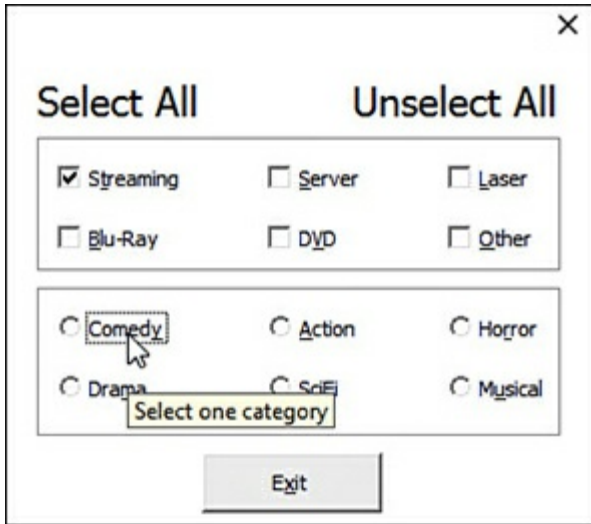 Select All Unselect All
Streaming Server Laser
Blu-Ray DVD Other
Comedy Action Horror
Drama SciFi Musical
Select one category
Exit